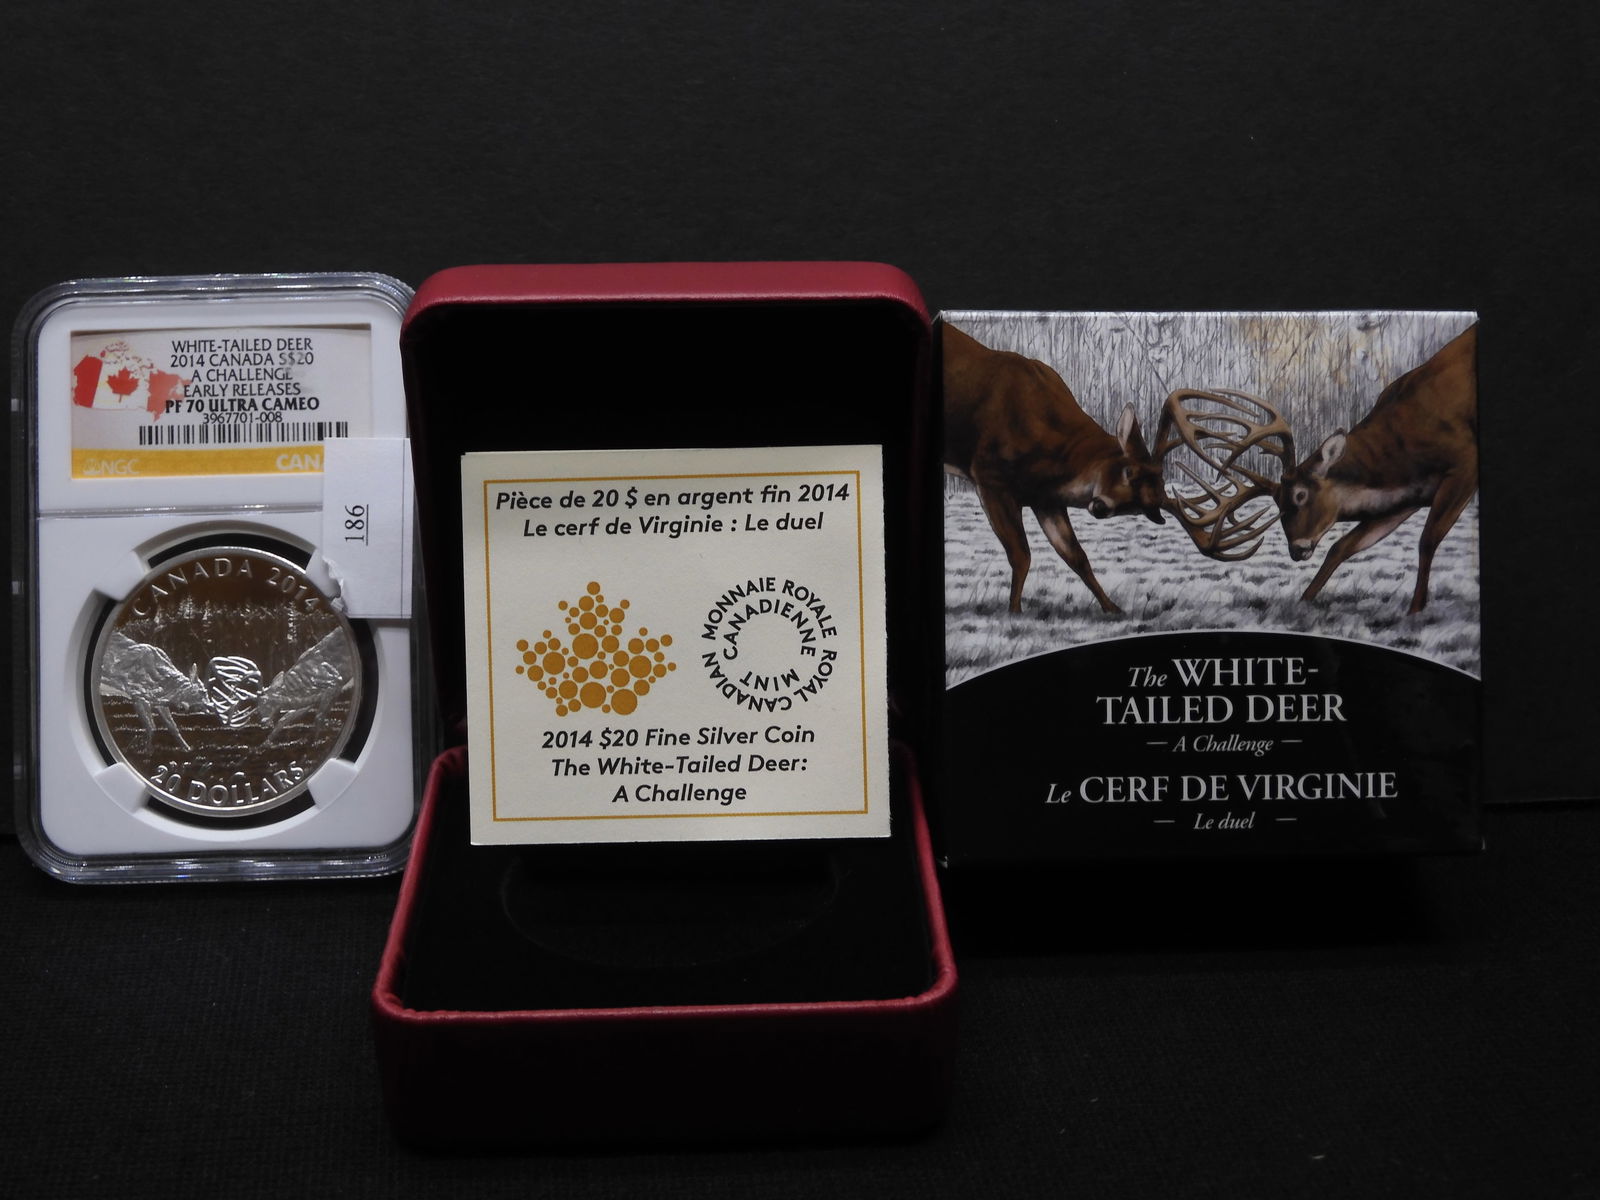 WHITE-TAILED DEER
2014 CANADA S$20
A CHALLENGE
EARLY RELEASES
PF 70 ULTRA CAMEO
3967701-008
NGC
CAN
186
CANADA 2014
20 DOLLARS
Pièce de 20 $ en argent fin 2014
Le cerf de Virginie : Le duel
MONNAIE ROYALE CANADIENNE
ROYAL CANADIAN MINT
2014 $20 Fine Silver Coin
The White-Tailed Deer:
A Challenge
The WHITE-
TAILED DEER
— A Challenge —
Le CERF DE VIRGINIE
— Le duel —